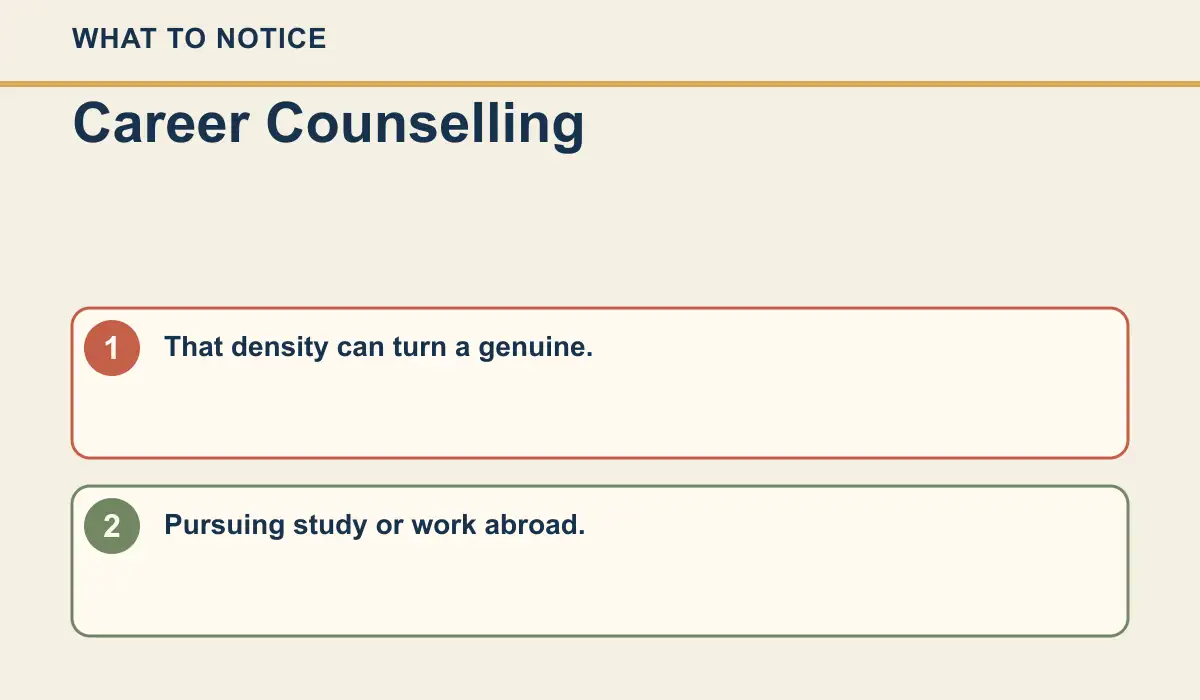 WHAT TO NOTICE
Career Counselling
1
That density can turn a genuine.
2
Pursuing study or work abroad.